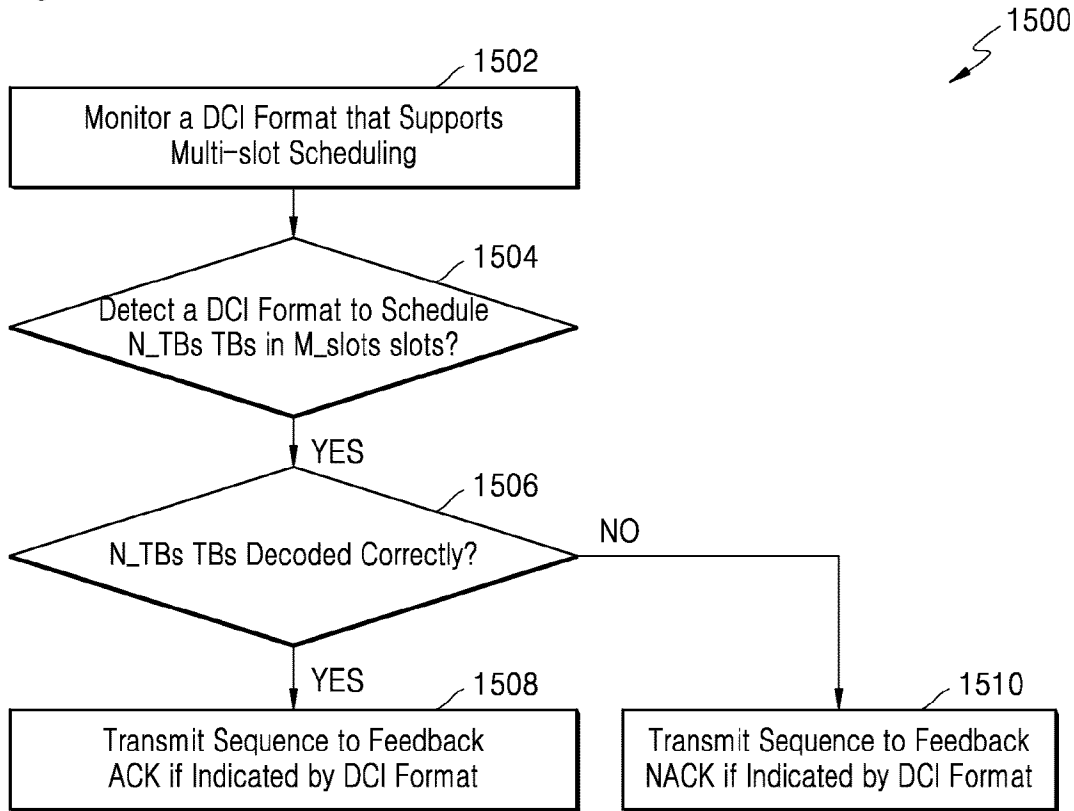 1500
1502
Monitor a DCI Format that Supports
Multi-slot Scheduling
1504
Detect a DCI Format to Schedule
N_TBs TBs in M_slots slots?
YES
1506
N_TBs TBs Decoded Correctly?
NO
YES
1508
Transmit Sequence to Feedback
ACK if Indicated by DCI Format
1510
Transmit Sequence to Feedback
NACK if Indicated by DCI Format